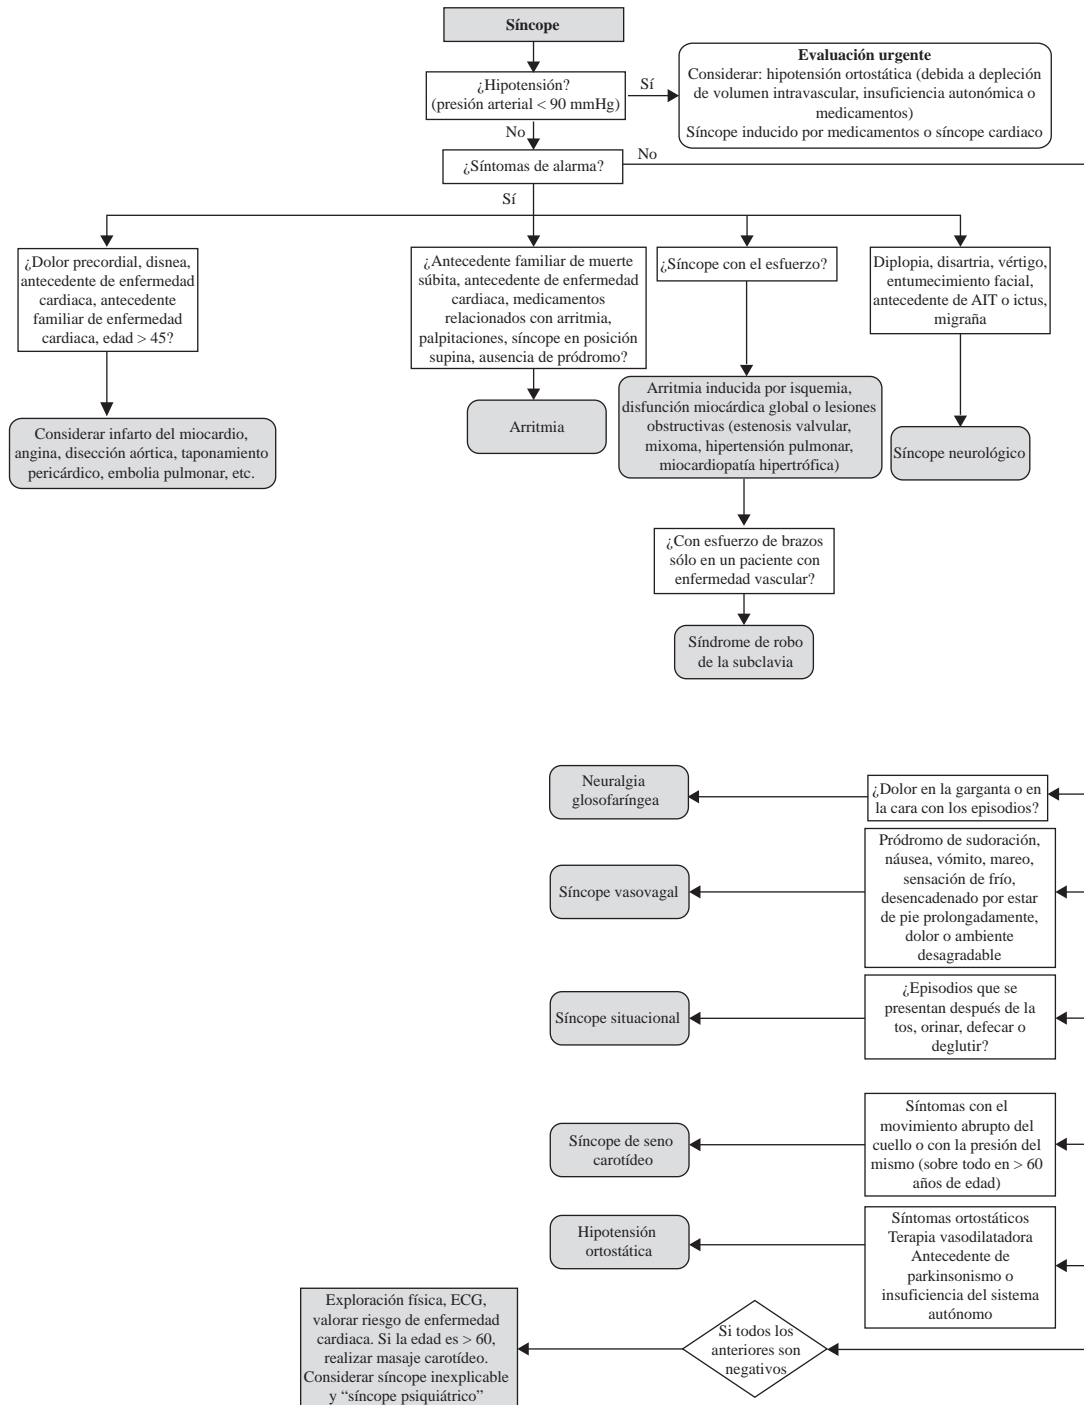 Síncope
¿Hipotensión?
(presión arterial < 90 mmHg)
Sí
Evaluación urgente
Considerar: hipotensión ortostática (debida a depleción
de volumen intravascular, insuficiencia autonómica o
medicamentos)
Síncope inducido por medicamentos o síncope cardiaco
No
¿Síntomas de alarma?
No
Sí
¿Dolor precordial, disnea,
antecedente de enfermedad
cardiaca, antecedente
familiar de enfermedad
cardiaca, edad > 45?
¿Antecedente familiar de muerte
súbita, antecedente de enfermedad
cardiaca, medicamentos
relacionados con arritmia,
palpitaciones, síncope en posición
supina, ausencia de pródromo?
¿Síncope con el esfuerzo?
Diplopia, disartria, vértigo,
entumecimiento facial,
antecedente de AIT o ictus,
migraña
Considerar infarto del miocardio,
angina, disección aórtica, taponamiento
pericárdico, embolia pulmonar, etc.
Arritmia
Arritmia inducida por isquemia,
disfunción miocárdica global o lesiones
obstructivas (estenosis valvular,
mixoma, hipertensión pulmonar,
miocardiopatía hipertrófica)
Síncope neurológico
¿Con esfuerzo de brazos
sólo en un paciente con
enfermedad vascular?
Síndrome de robo
de la subclavia
Neuralgia
glosofaríngea
¿Dolor en la garganta o en
la cara con los episodios?
Síncope vasovagal
Pródromo de sudoración,
náusea, vómito, mareo,
sensación de frío,
desencadenado por estar
de pie prolongadamente,
dolor o ambiente
desagradable
Síncope situacional
¿Episodios que se
presentan después de la
tos, orinar, defecar o
deglutir?
Síncope de seno
carotídeo
Síntomas con el
movimiento abrupto del
cuello o con la presión del
mismo (sobre todo en > 60
años de edad)
Hipotensión
ortostática
Síntomas ortostáticos
Terapia vasodilatadora
Antecedente de
parkinsonismo o
insuficiencia del sistema
autónomo
Exploración física, ECG,
valorar riesgo de enfermedad
cardiaca. Si la edad es > 60,
realizar masaje carotídeo.
Considerar síncope inexplicable
y “síncope psiquiátrico”
Si todos los
anteriores son
negativos